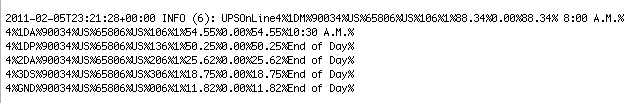 2011-02-05T23:21:28+00:00 INFO (6): UPSOnLine4%1DM%90034%US%65806%US%106%1%88.34%0.00%88.34% 8:00 A.M.%
4%1DA%90034%US%65806%US%106%1%54.55%0.00%54.55%10:30 A.M.%
4%1DP%90034%US%65806%US%136%1%50.25%0.00%50.25%End of Day%
4%2DA%90034%US%65806%US%206%1%25.62%0.00%25.62%End of Day%
4%3DS%90034%US%65806%US%306%1%18.75%0.00%18.75%End of Day%
4%GND%90034%US%65806%US%006%1%11.82%0.00%11.82%End of Day%